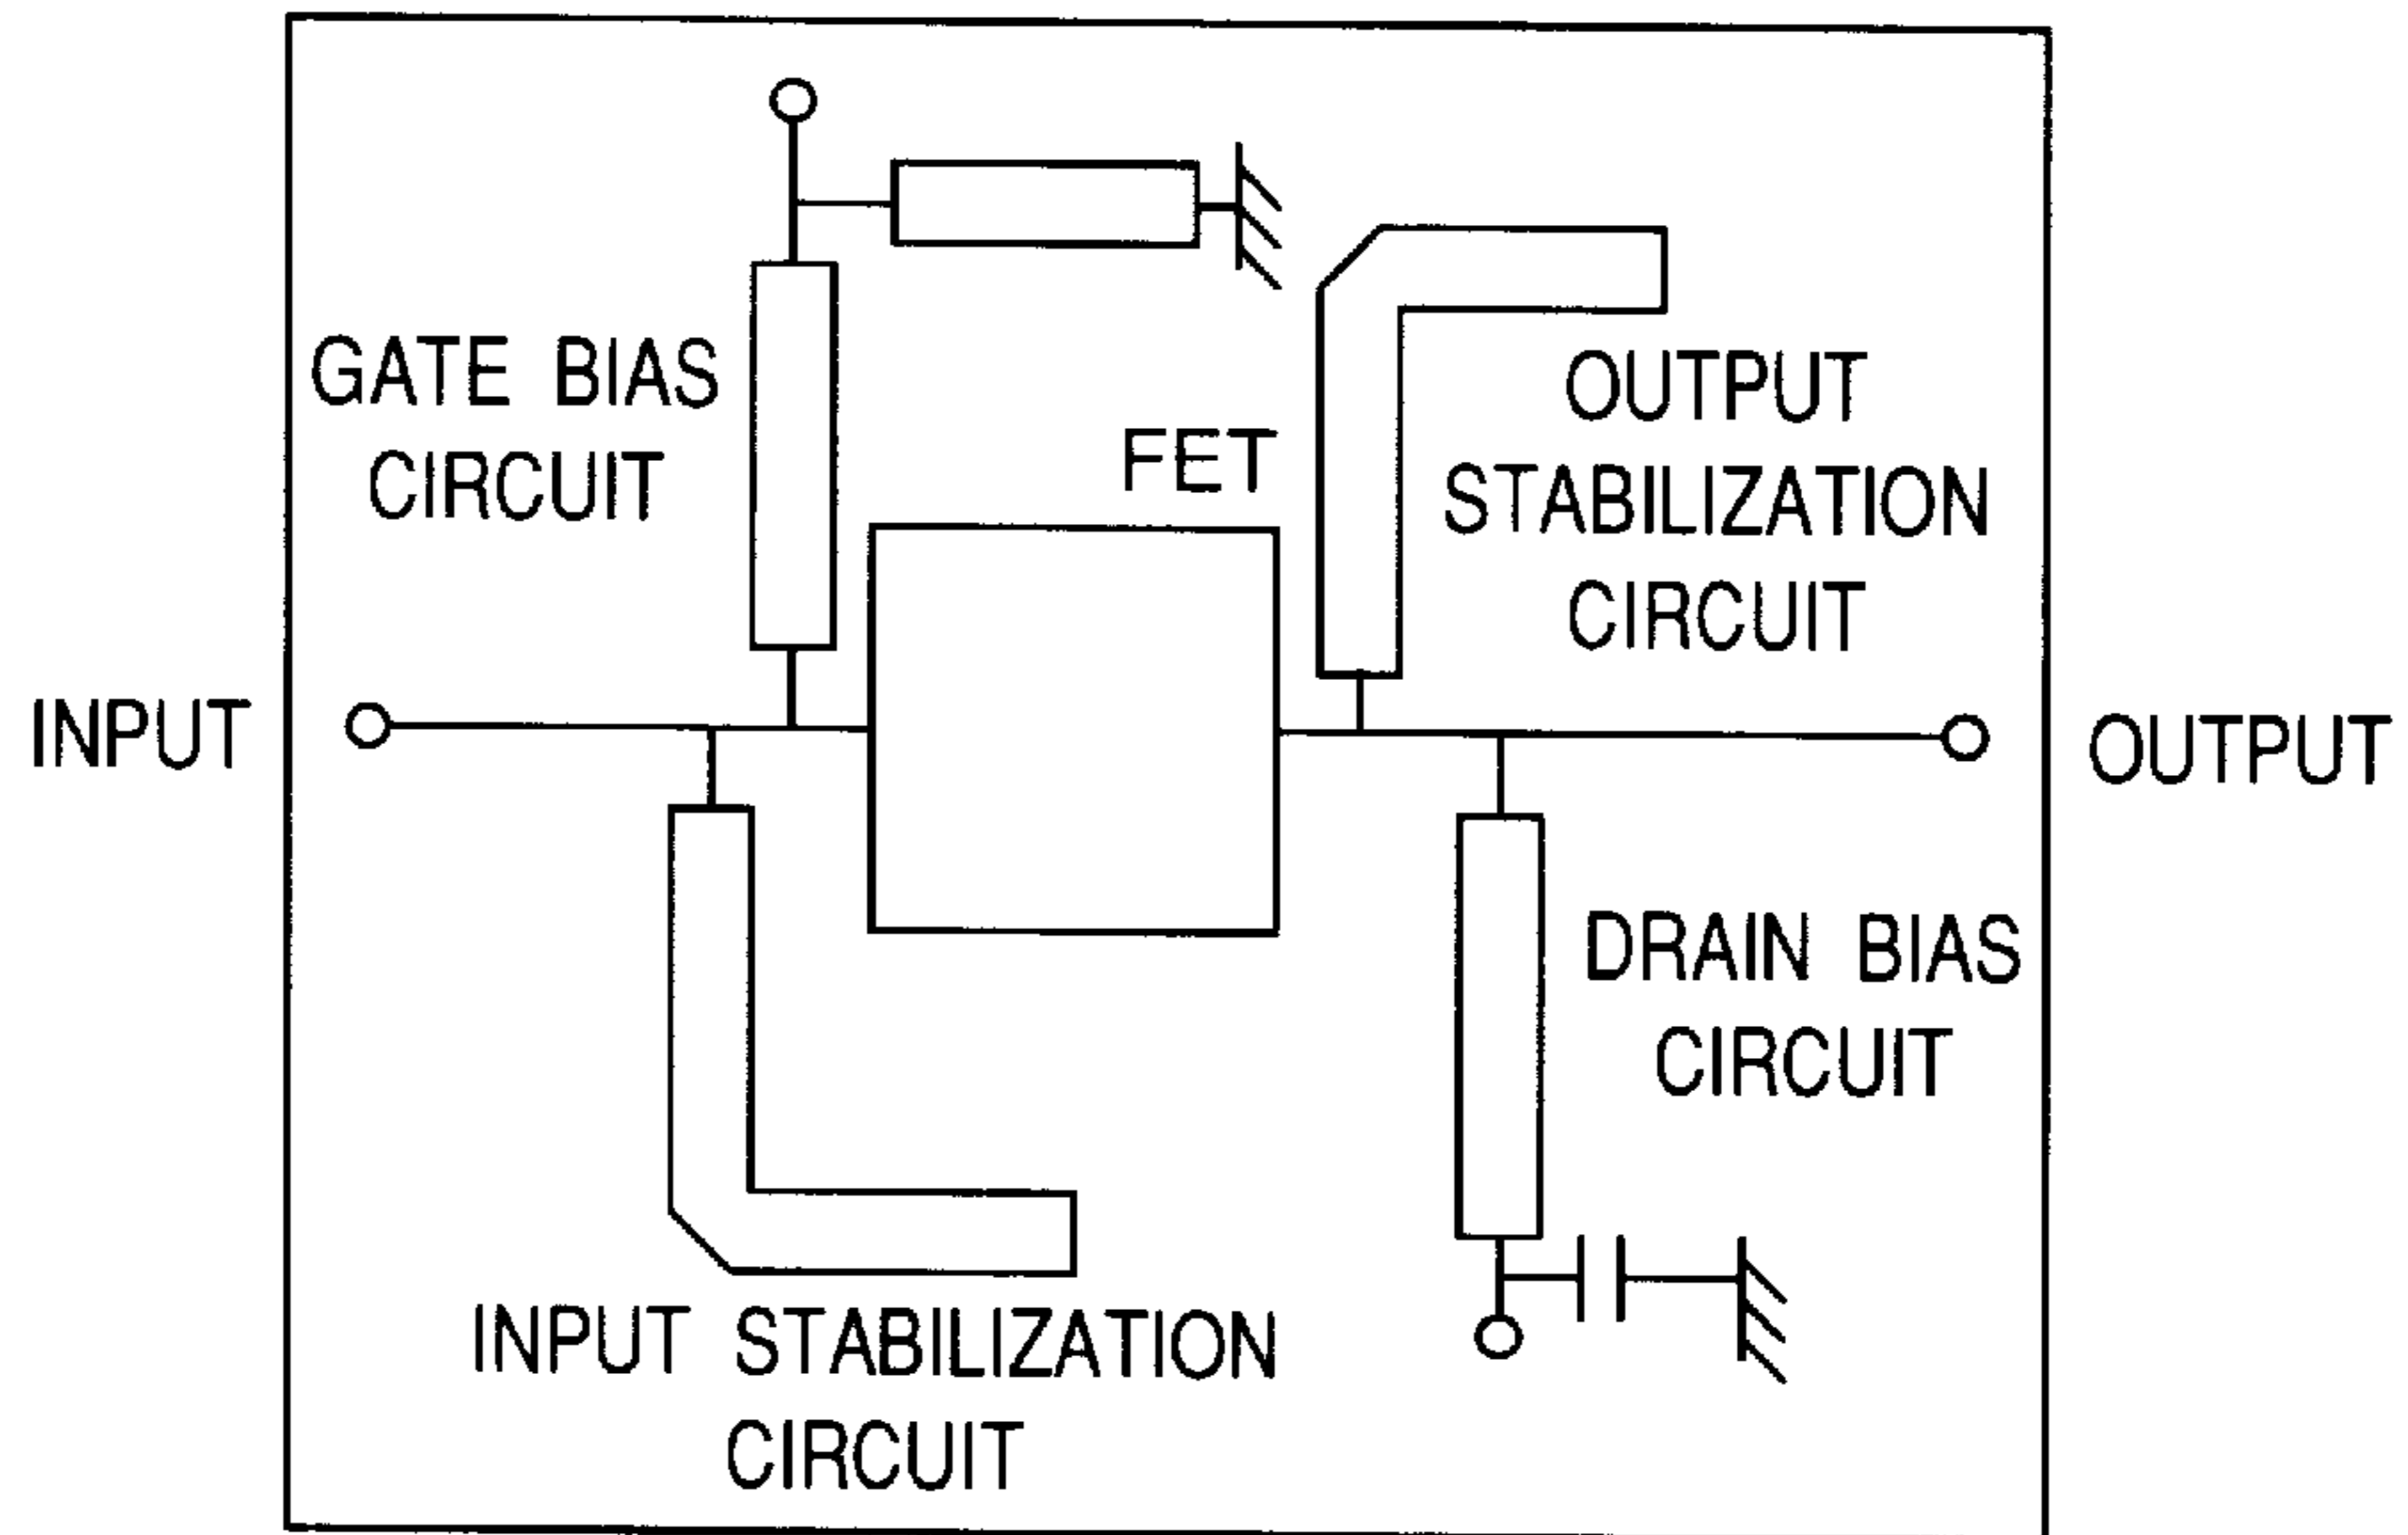 GATE BIAS
CIRCUIT
FET
OUTPUT
STABILIZATION
CIRCUIT
INPUT
OUTPUT
DRAIN BIAS
CIRCUIT
INPUT STABILIZATION
CIRCUIT